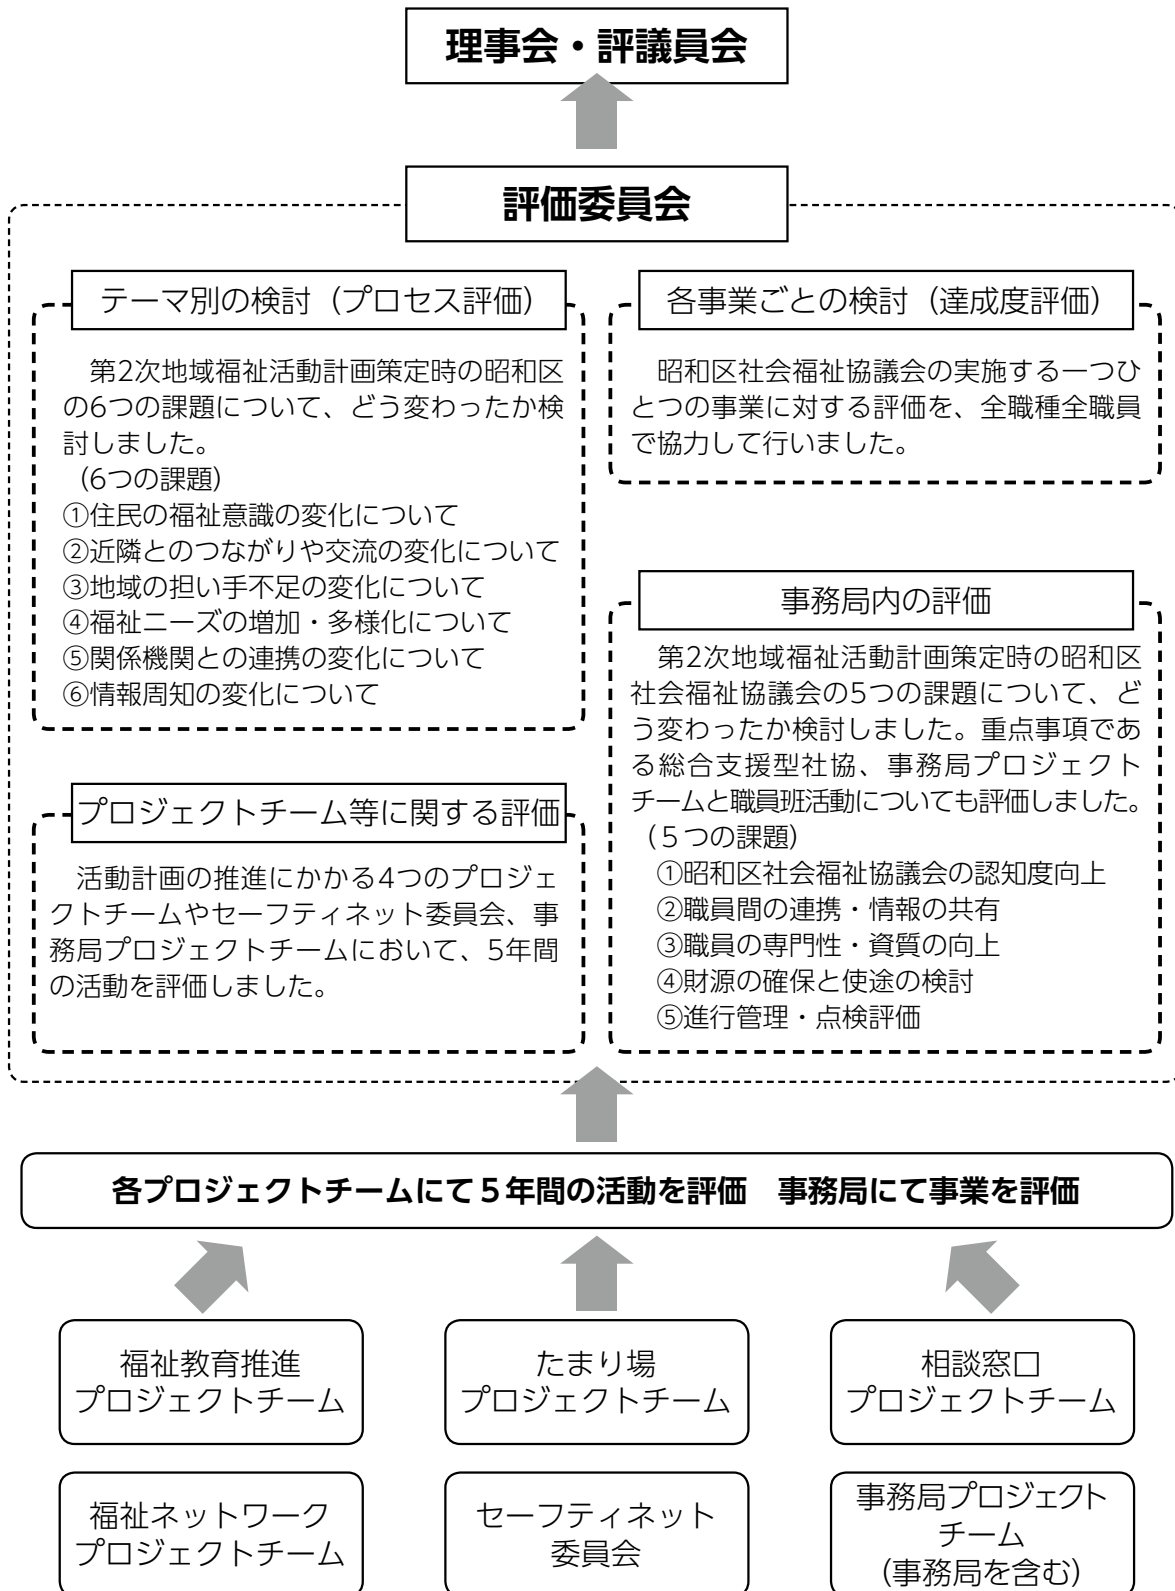 理事会・評議員会
評価委員会
テーマ別の検討（プロセス評価）
第2次地域福祉活動計画策定時の昭和区
の6つの課題について、どう変わったか検
討しました。
（6つの課題）
①住民の福祉意識の変化について
②近隣とのつながりや交流の変化について
③地域の担い手不足の変化について
④福祉ニーズの増加・多様化について
⑤関係機関との連携の変化について
⑥情報周知の変化について
各事業ごとの検討（達成度評価）
昭和区社会福祉協議会の実施する一つひ
とつの事業に対する評価を、全職種全職員
で協力して行いました。
プロジェクトチーム等に関する評価
活動計画の推進にかかる4つのプロジェ
クトチームやセーフティネット委員会、事
務局プロジェクトチームにおいて、5年間
の活動を評価しました。
事務局内の評価
第2次地域福祉活動計画策定時の昭和区
社会福祉協議会の5つの課題について、ど
う変わったか検討しました。重点事項であ
る総合支援型社協、事務局プロジェクト
チームと職員班活動についても評価しました。
（５つの課題）
①昭和区社会福祉協議会の認知度向上
②職員間の連携・情報の共有
③職員の専門性・資質の向上
④財源の確保と使途の検討
⑤進行管理・点検評価
各プロジェクトチームにて５年間の活動を評価　事務局にて事業を評価
福祉教育推進
プロジェクトチーム
たまり場
プロジェクトチーム
相談窓口
プロジェクトチーム
福祉ネットワーク
プロジェクトチーム
セーフティネット
委員会
事務局プロジェクト
チーム
（事務局を含む）